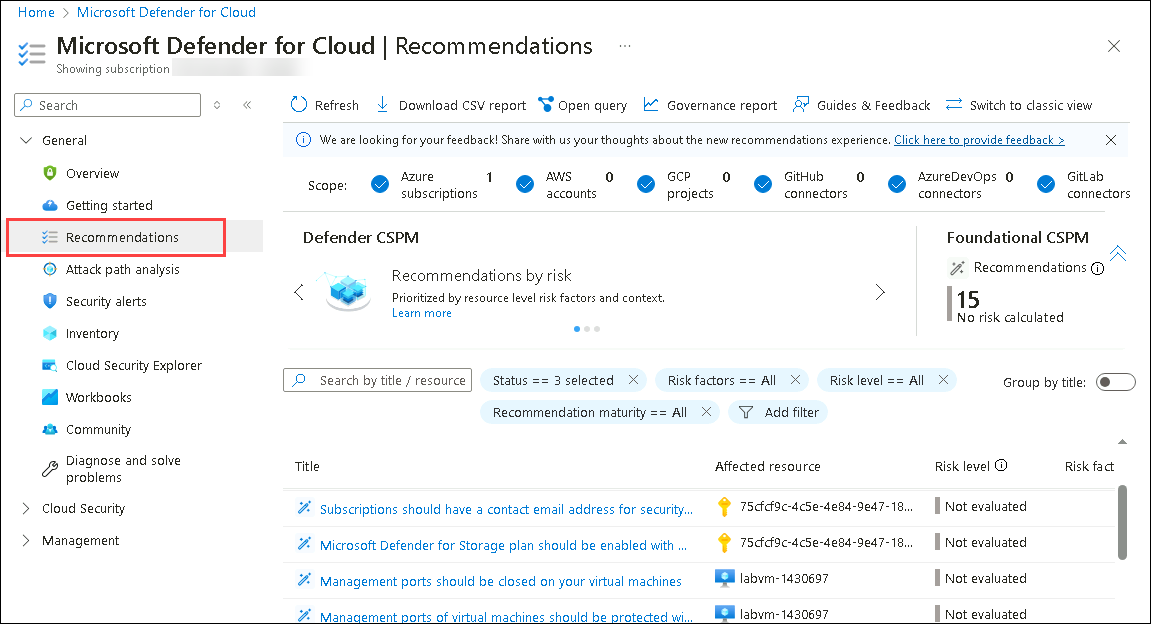 Home > Microsoft Defender for Cloud
Microsoft Defender for Cloud | Recommendations ...
Showing subscription
Search
General
Overview
Getting started
Recommendations
Attack path analysis
Security alerts
Inventory
Cloud Security Explorer
Workbooks
Community
Diagnose and solve
problems
Cloud Security
Management
Refresh Download CSV report Open query Governance report Guides & Feedback Switch to classic view
We are looking for your feedback! Share with us your thoughts about the new recommendations experience. Click here to provide feedback >
Scope:
Azure
subscriptions
1
AWS
accounts
0
GCP
projects
0
GitHub
connectors
0
AzureDevOps
connectors
0
GitLab
connectors
Defender CSPM
Recommendations by risk
Prioritized by resource level risk factors and context.
Learn more
Foundational CSPM
Recommendations
15
No risk calculated
Search by title / resource
Status == 3 selected
Risk factors == All
Risk level == All
Group by title:
Recommendation maturity == All
Add filter
Title Affected resource Risk level Risk fact
Subscriptions should have a contact email address for security... 75cfcf9c-4c5e-4e84-9e47-18... Not evaluated
Microsoft Defender for Storage plan should be enabled with ... 75cfcf9c-4c5e-4e84-9e47-18... Not evaluated
Management ports should be closed on your virtual machines labvm-1430697 Not evaluated
Management ports of virtual machines should be protected wi... labvm-1430697 Not evaluated